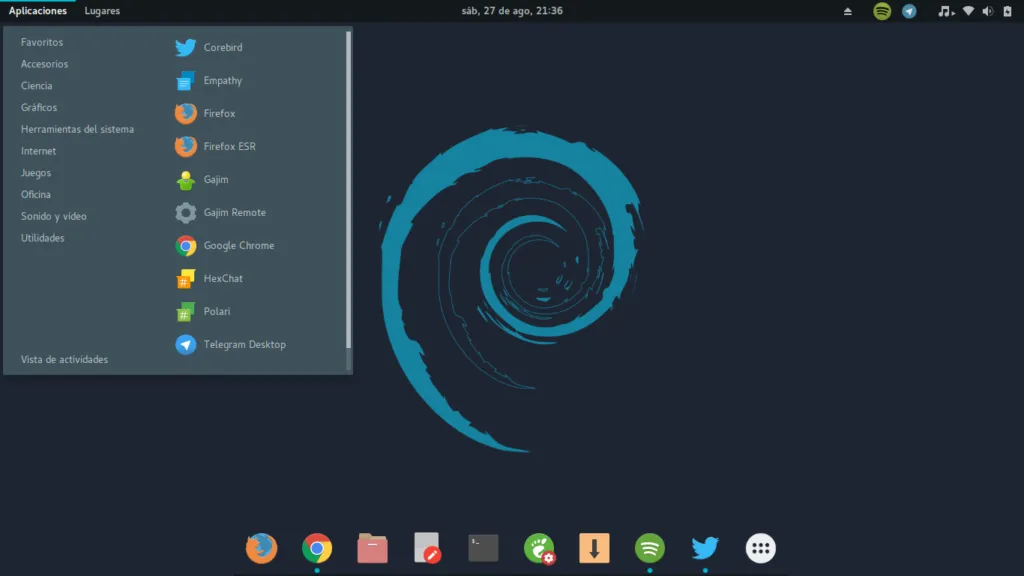 Aplicaciones Lugares sáb, 27 de ago, 21:36
Favoritos
Accesorios
Ciencia
Gráficos
Herramientas del sistema
Internet
Juegos
Oficina
Sonido y vídeo
Utilidades
Vista de actividades
Corebird
Empathy
Firefox
Firefox ESR
Gajim
Gajim Remote
Google Chrome
HexChat
Polari
Telegram Desktop